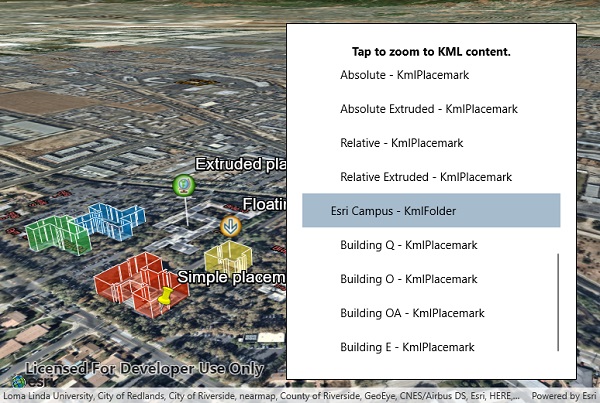 Tap to zoom to KML content.
Absolute - KmlPlacemark
Absolute Extruded - KmlPlacemark
Relative - KmlPlacemark
Relative Extruded - KmlPlacemark
Esri Campus - KmlFolder
Building Q - KmlPlacemark
Building O - KmlPlacemark
Building OA - KmlPlacemark
Building E - KmlPlacemark
Extruded pla
Floatin
Simple placem
Licensed For Developer Use Only
esri
Loma Linda University, City of Redlands, City of Riverside, nearmap, County of Riverside, GeoEye, CNES/Airbus DS, Esri, HERE,... Powered by Esri